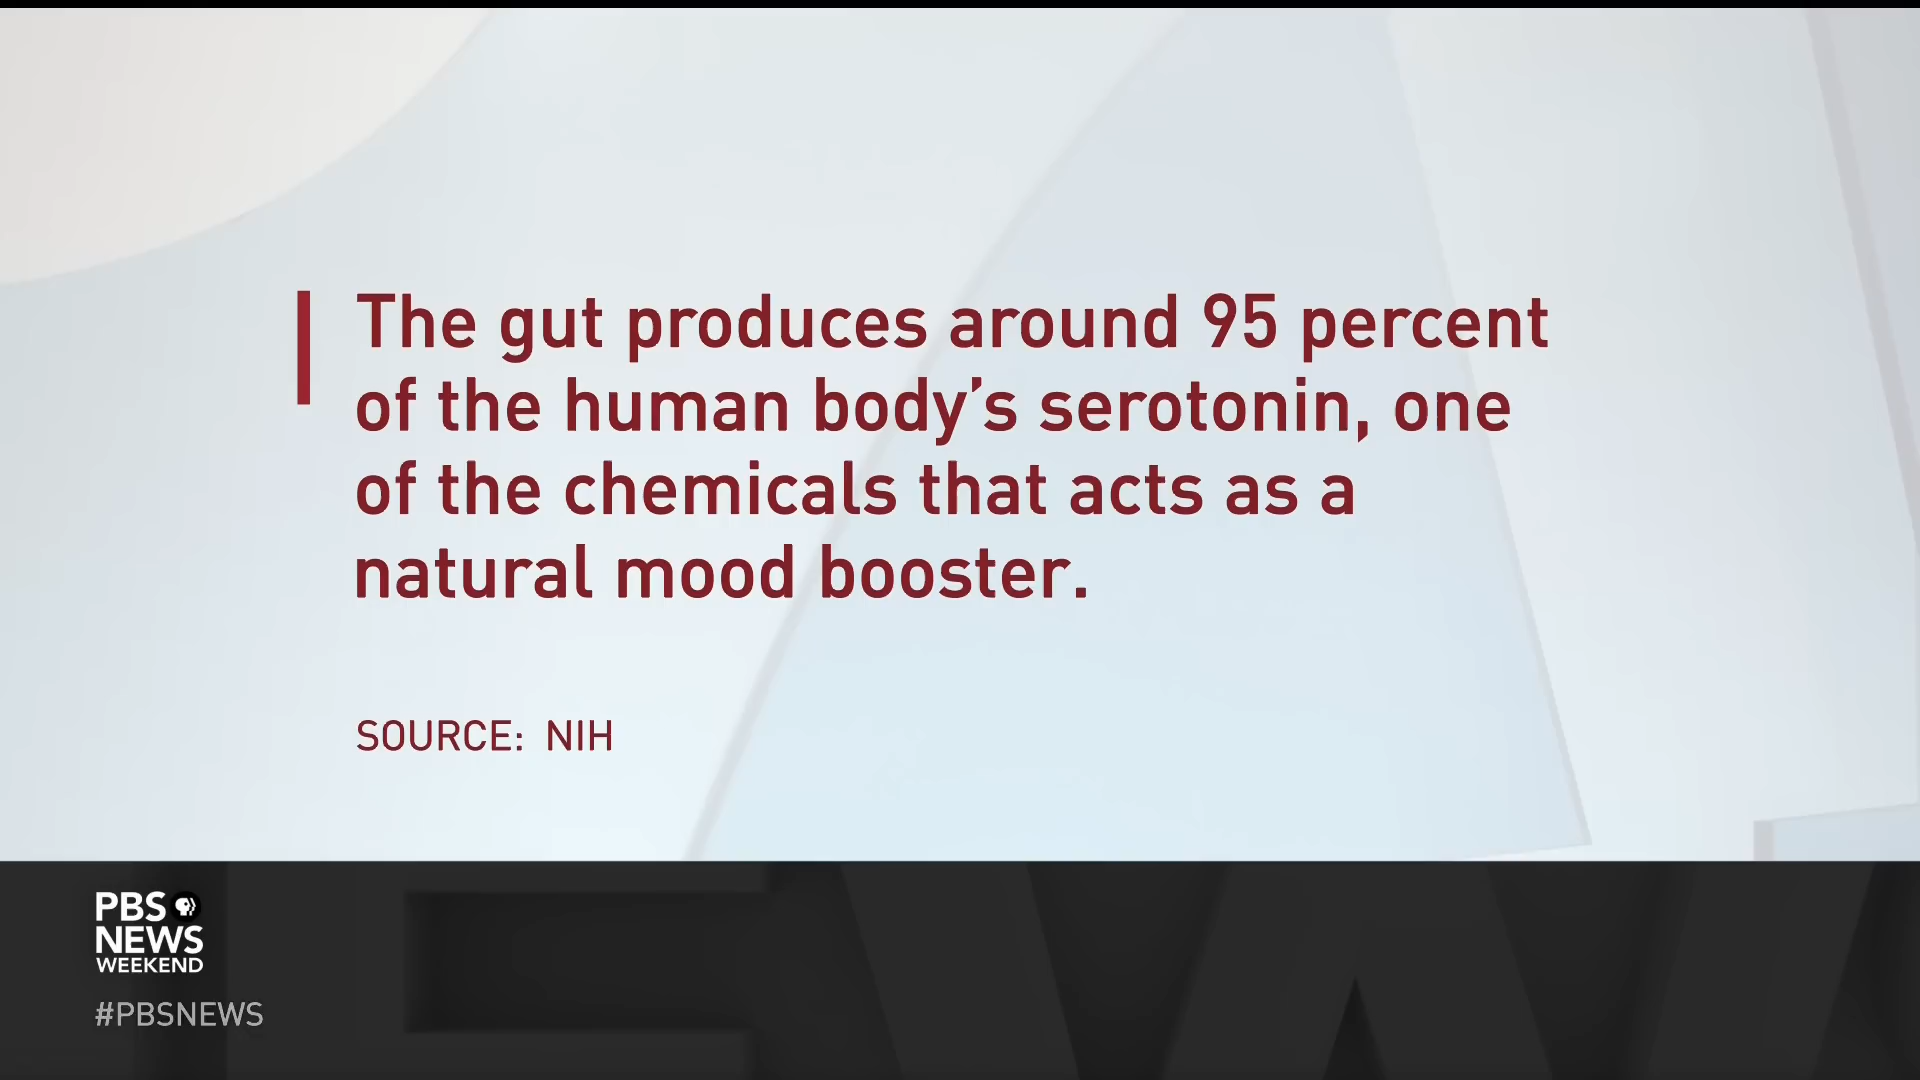 The gut produces around 95 percent
of the human body’s serotonin, one
of the chemicals that acts as a
natural mood booster.
SOURCE: NIH
PBS
NEWS
WEEKEND
#PBSNEWS